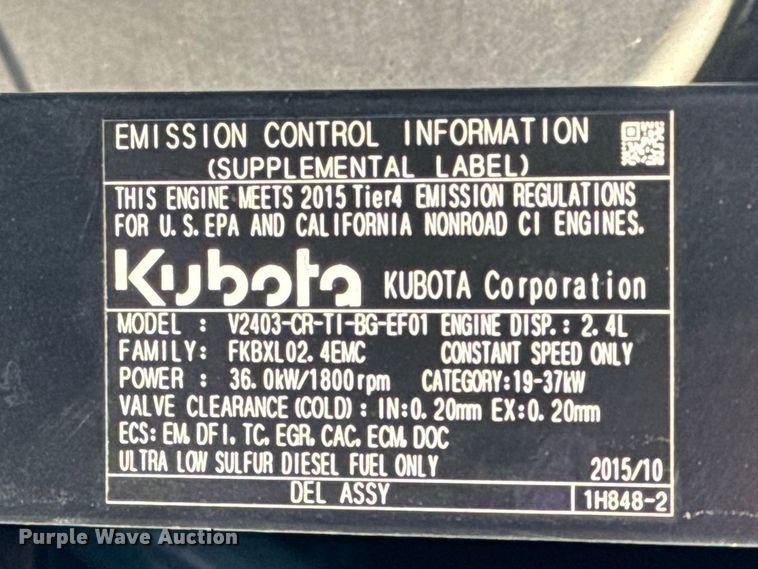 EMISSION CONTROL INFORMATION
(SUPPLEMENTAL LABEL)
THIS ENGINE MEETS 2015 Tier4 EMISSION REGULATIONS
FOR U.S.EPA AND CALIFORNIA NONROAD CI ENGINES.
Kubota KUBOTA Corporation
MODEL : V2403-CR-TI-BG-EF01 ENGINE DISP.: 2.4L
FAMILY: FKBXL02.4EMC CONSTANT SPEED ONLY
POWER : 36.0kW/1800rpm CATEGORY:19-37kW
VALVE CLEARANCE(COLD): IN:0.20mm EX:0.20mm
ECS: EM, DFI, TC, EGR, CAC, ECM, DOC
ULTRA LOW SULFUR DIESEL FUEL ONLY 2015/10
DEL ASSY 1H848-2
Purple Wave Auction